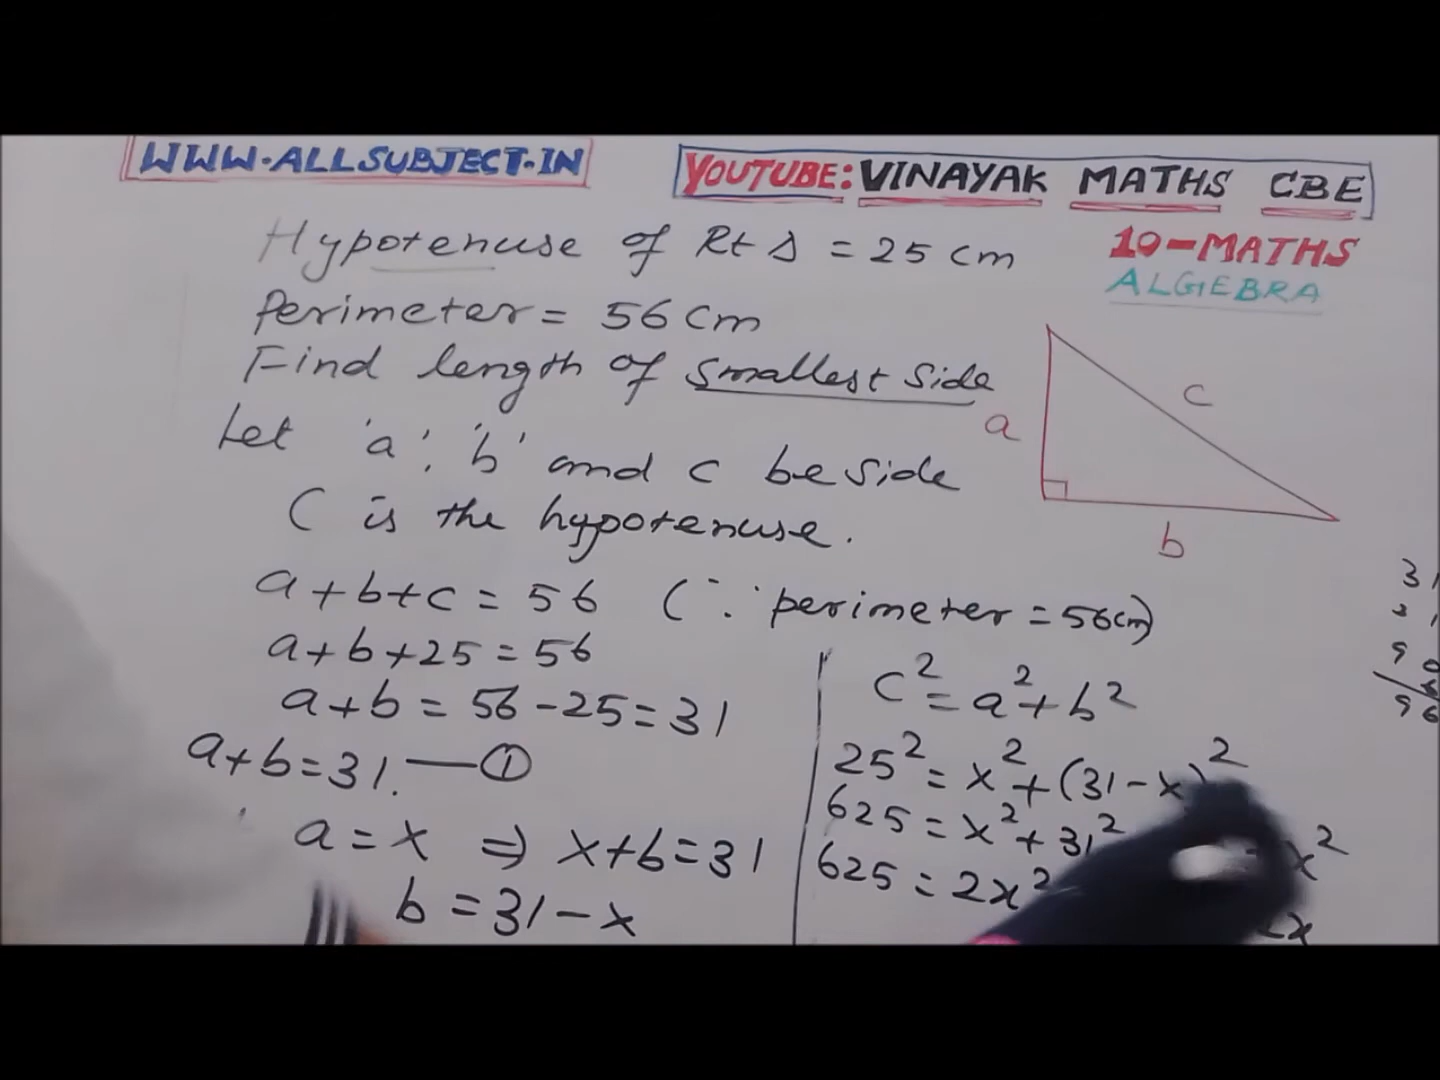 WWW.ALLSUBJECT.IN
YOUTUBE: VINAYAK MATHS CBE
10-MATHS
ALGEBRA
Hypotenuse of Rt Δ = 25 cm
Perimeter = 56 cm
Find length of smallest side
Let 'a', 'b' and c be side
C is the hypotenuse.
a
c
b
a+b+c = 56 (∵ perimeter = 56cm)
a+b+25 = 56
a+b = 56-25 = 31
a+b=31. —①
a = x ⇒ x+b=31
b = 31-x
c² = a²+b²
25² = x²+(31-x)²
625 = x²+31² x²
625 = 2x²
31